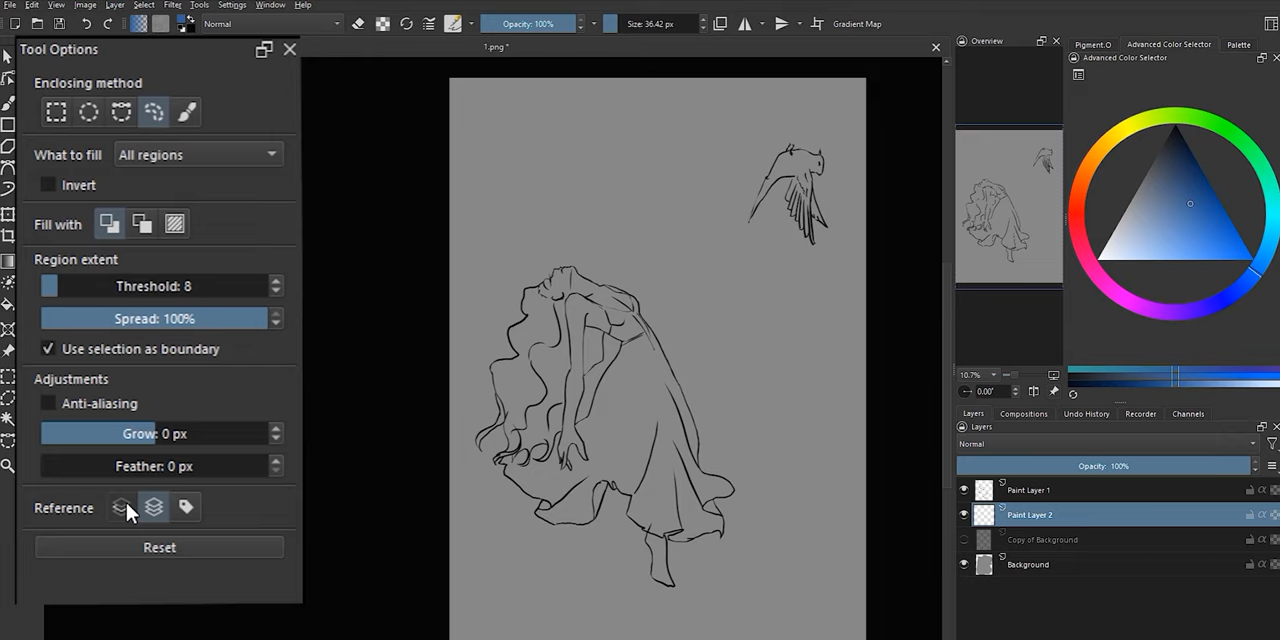 File Edit View Image Layer Select Filter Tools Settings Window Help
Normal
Opacity: 100%
Size: 36.42 px
Gradient Map
1.png *
Tool Options
Enclosing method
What to fill
All regions
Invert
Fill with
Region extent
Threshold: 8
Spread: 100%
Use selection as boundary
Adjustments
Anti-aliasing
Grow: 0 px
Feather: 0 px
Reference
Reset
Overview
10.7%
0.00°
Pigment.O Advanced Color Selector Palette
Advanced Color Selector
Layers Compositions Undo History Recorder Channels
Layers
Normal
Opacity: 100%
Paint Layer 1
Paint Layer 2
Copy of Background
Background